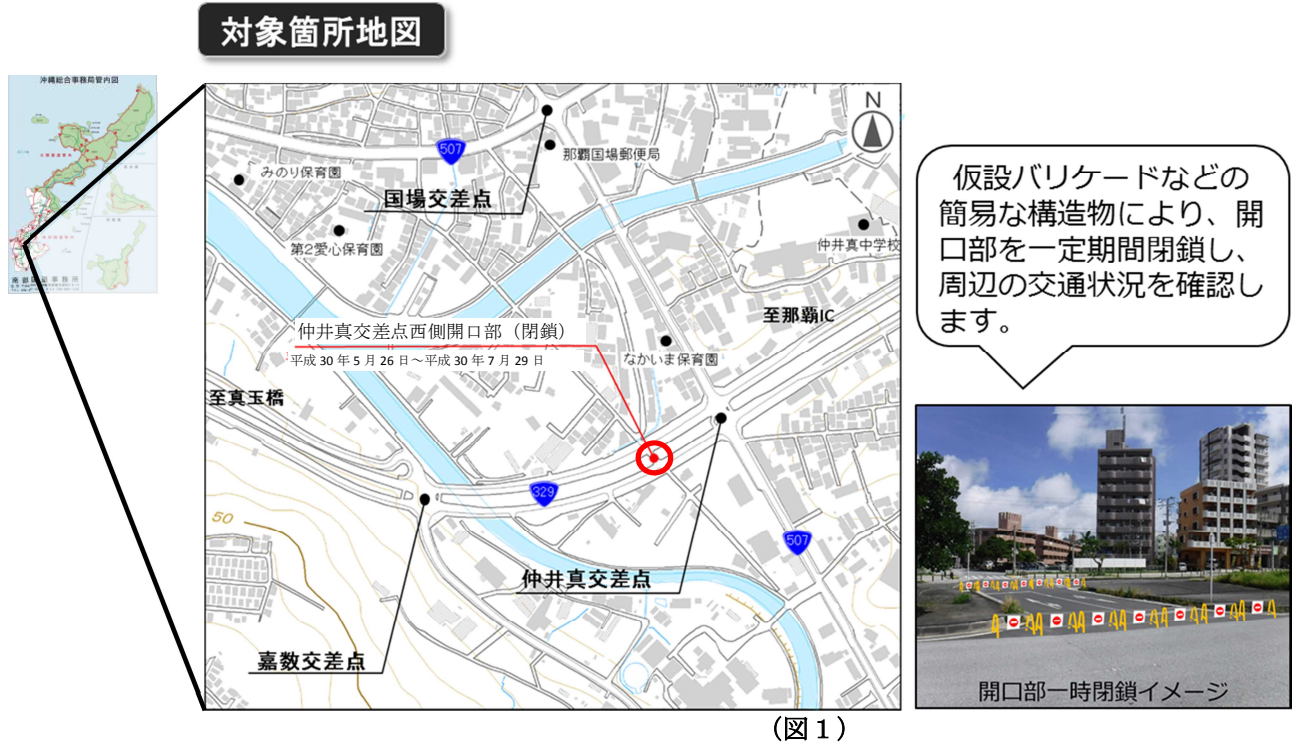 対象箇所地図
沖縄総合事務局管内図
N
507
那覇国場郵便局
みのり保育園
国場交差点
第2愛心保育園
仲井真中学校
至那覇IC
仲井真交差点西側開口部（閉鎖）
平成30年5月26日～平成30年7月29日
なかいま保育園
至真玉橋
329
50
507
仲井真交差点
嘉数交差点
仮設バリケードなどの
簡易な構造物により、開
口部を一定期間閉鎖し、
周辺の交通状況を確認し
ます。
開口部一時閉鎖イメージ
（図１）